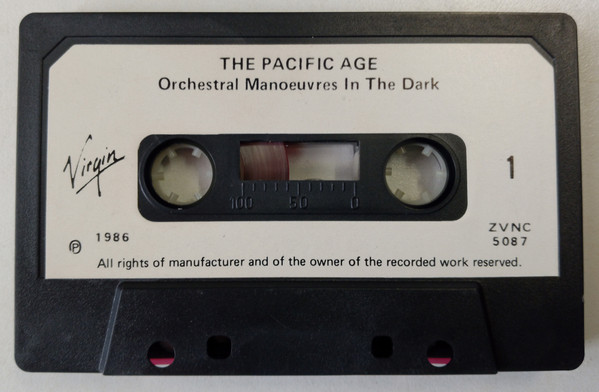 THE PACIFIC AGE
Orchestral Manoeuvres In The Dark
Virgin
1
100 50 0
℗ 1986
ZVNC
5087
All rights of manufacturer and of the owner of the recorded work reserved.